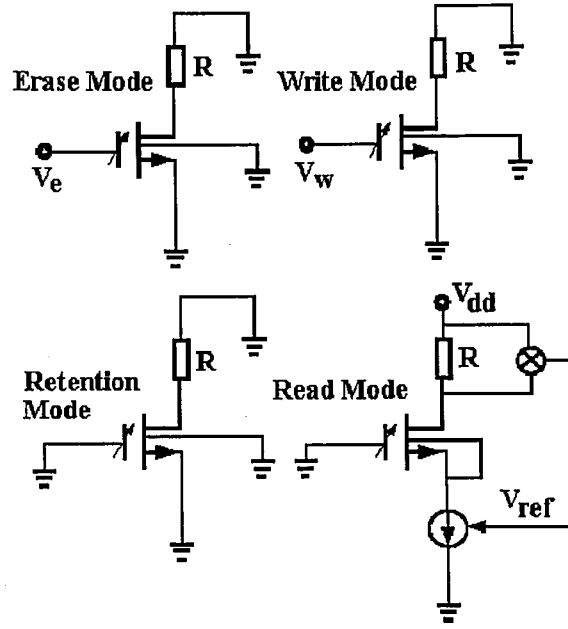 Erase Mode
R
Ve
Write Mode
R
Vw
Retention
Mode
R
Read Mode
Vdd
R
Vref